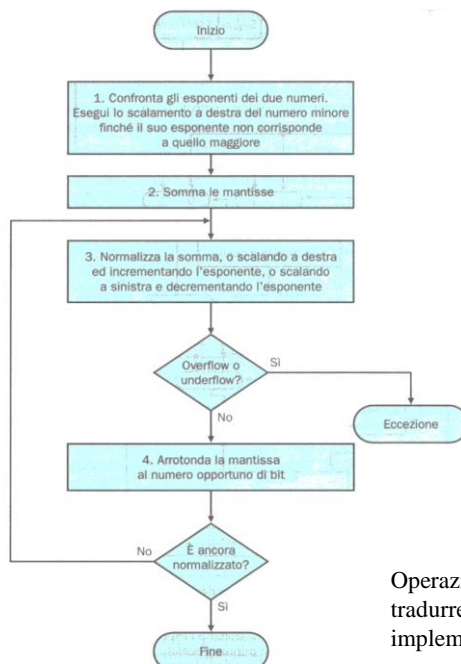 Inizio
1. Confronta gli esponenti dei due numeri.
Esegui lo scalamento a destra del numero minore
finché il suo esponente non corrisponde
a quello maggiore
2. Somma le mantisse
3. Normalizza la somma, o scalando a destra
ed incrementando l'esponente, o scalando
a sinistra e decrementando l'esponente
Overflow o
underflow?
Sì
No
Eccezione
4. Arrotonda la mantissa
al numero opportuno di bit
È ancora
normalizzato?
No
Sì
Fine
tradurre